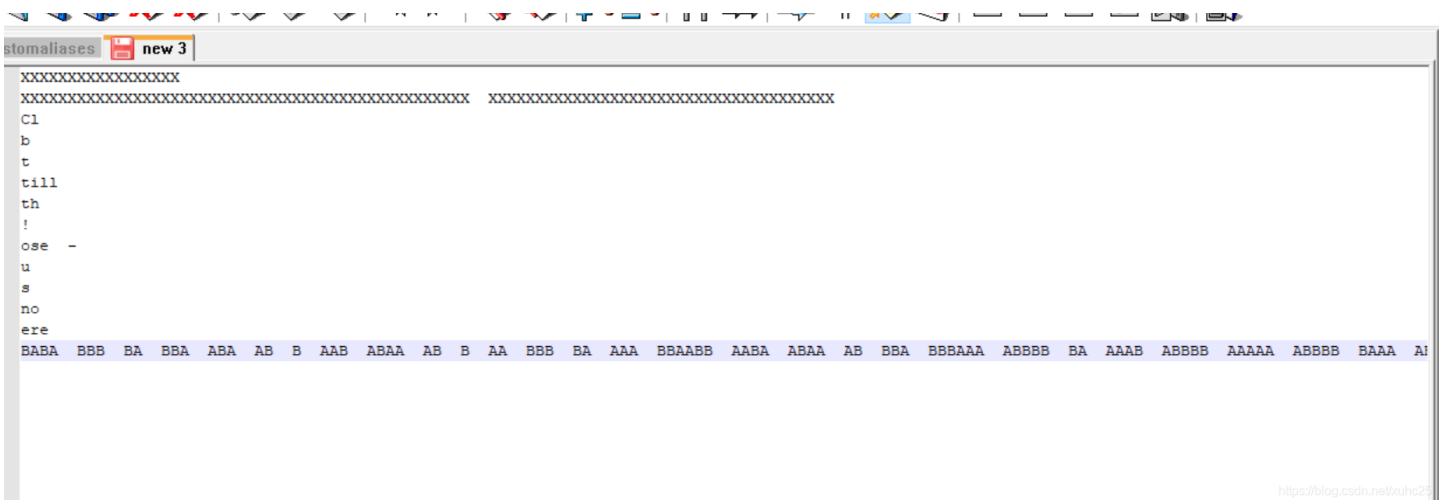 stomaliases new 3
XXXXXXXXXXXXXXXXX
XXXXXXXXXXXXXXXXXXXXXXXXXXXXXXXXXXXXXXXXXXXXXXXX XXXXXXXXXXXXXXXXXXXXXXXXXXXXXXXXXXXXX
Cl
b
t
till
th
!
ose -
u
s
no
ere
BABA BBB BA BBA ABA AB B AAB ABAA AB B AA BBB BA AAA BBAABB AABA ABAA AB BBA BBBAAA ABBBB BA AAAB ABBBB AAAAA ABBBB BAAA
https://blog.csdn.net/xuhc25